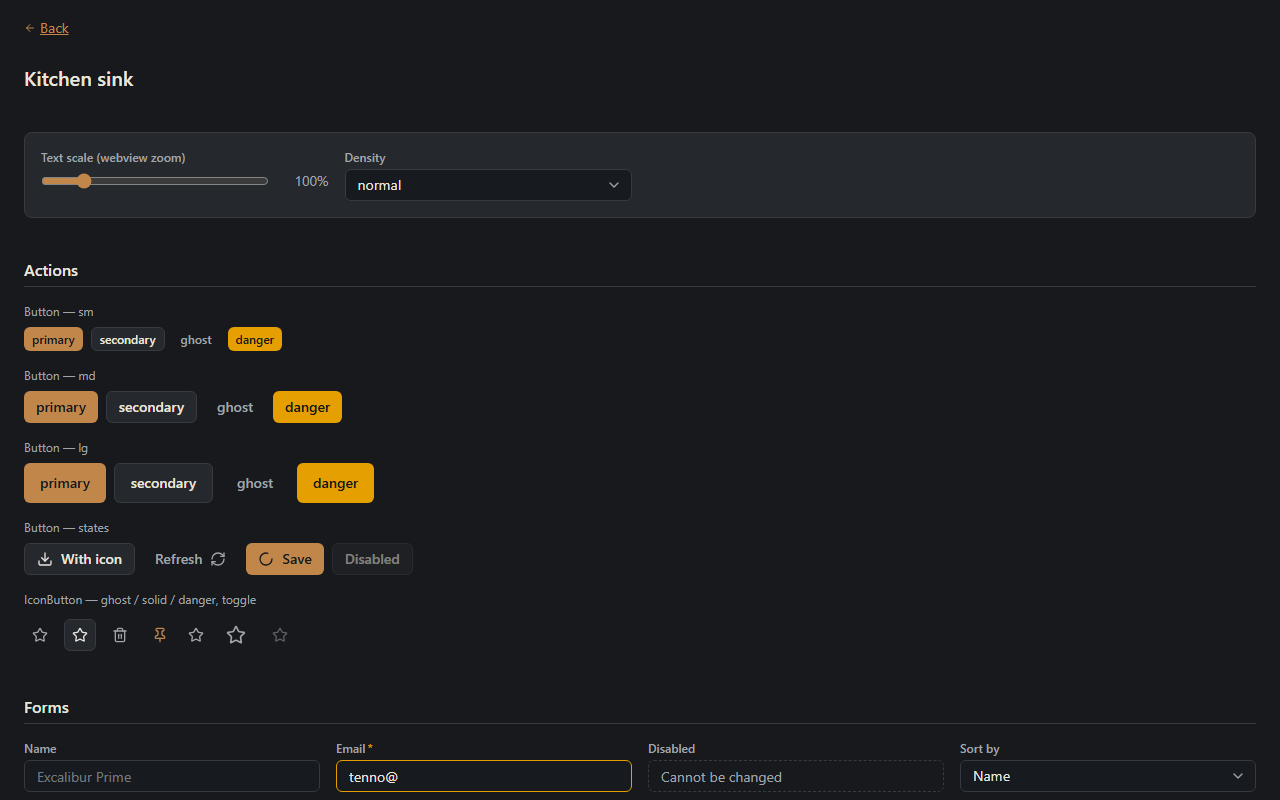 ← Back
Kitchen sink
Text scale (webview zoom)
100%
Density
normal
Actions
Button — sm
primary secondary ghost danger
Button — md
primary secondary ghost danger
Button — lg
primary secondary ghost danger
Button — states
With icon Refresh Save Disabled
IconButton — ghost / solid / danger, toggle
Forms
Name Email * Disabled Sort by
Excalibur Prime tenno@ Cannot be changed Name